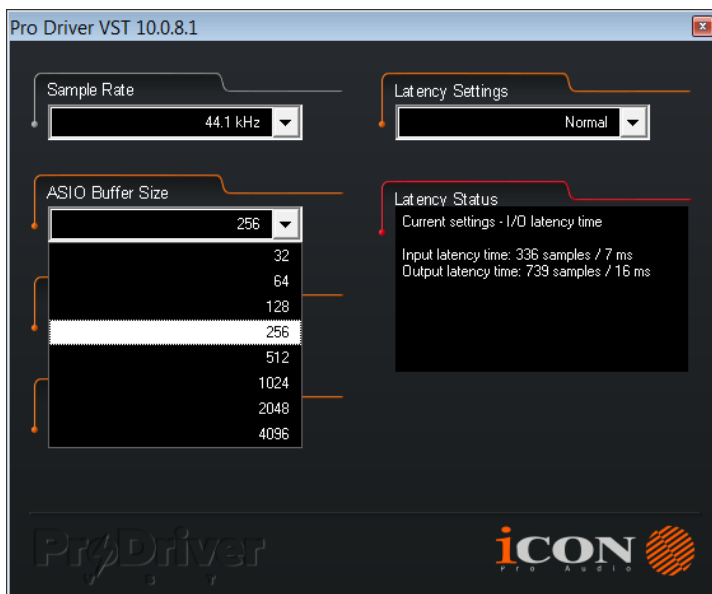 Pro Driver VST 10.0.8.1
Sample Rate
44.1 kHz
Latency Settings
Normal
ASIO Buffer Size
256
32
64
128
256
512
1024
2048
4096
Latency Status
Current settings - I/O latency time
Input latency time: 336 samples / 7 ms
Output latency time: 739 samples / 16 ms
ProDriver
VST
iCON
Pro Audio